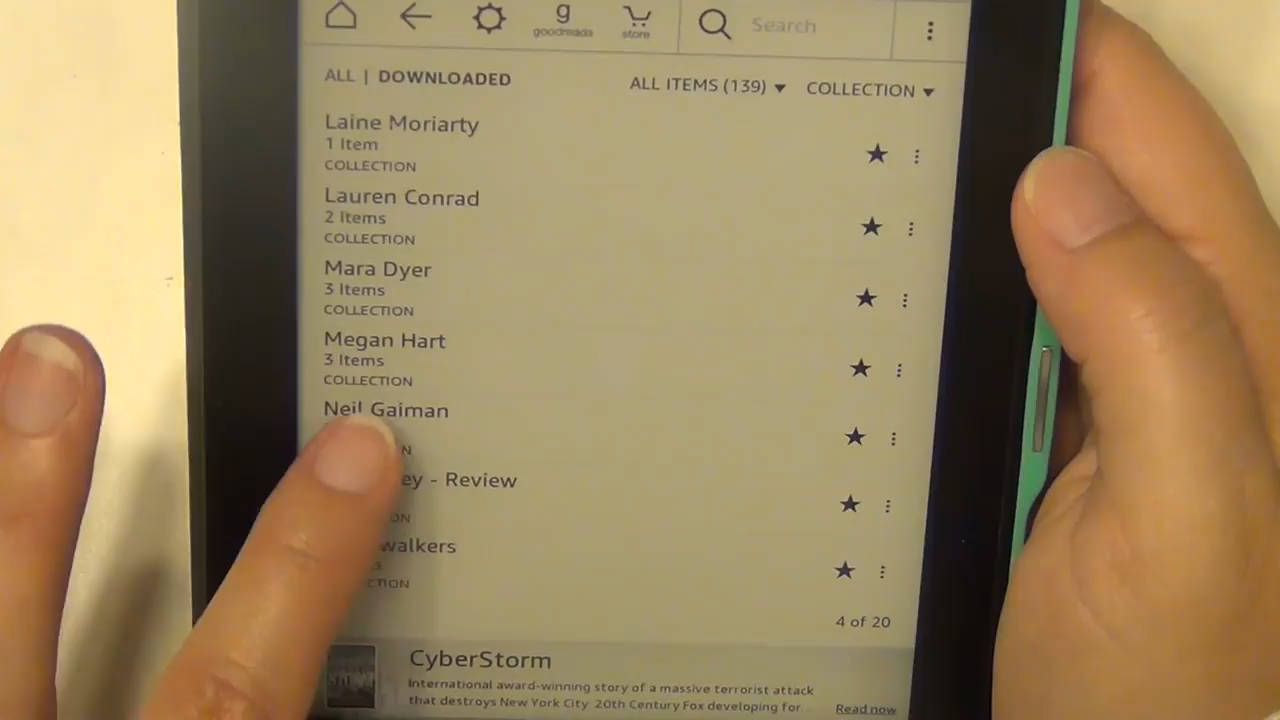 goodreads
store
Search
ALL | DOWNLOADED
ALL ITEMS (139)
COLLECTION
Laine Moriarty
1 Item
COLLECTION
Lauren Conrad
2 Items
COLLECTION
Mara Dyer
3 Items
COLLECTION
Megan Hart
3 Items
COLLECTION
Neil Gaiman
N
ey - Review
ON
walkers
s
CTION
4 of 20
CyberStorm
International award-winning story of a massive terrorist attack
that destroys New York City 20th Century Fox developing for...
Read now